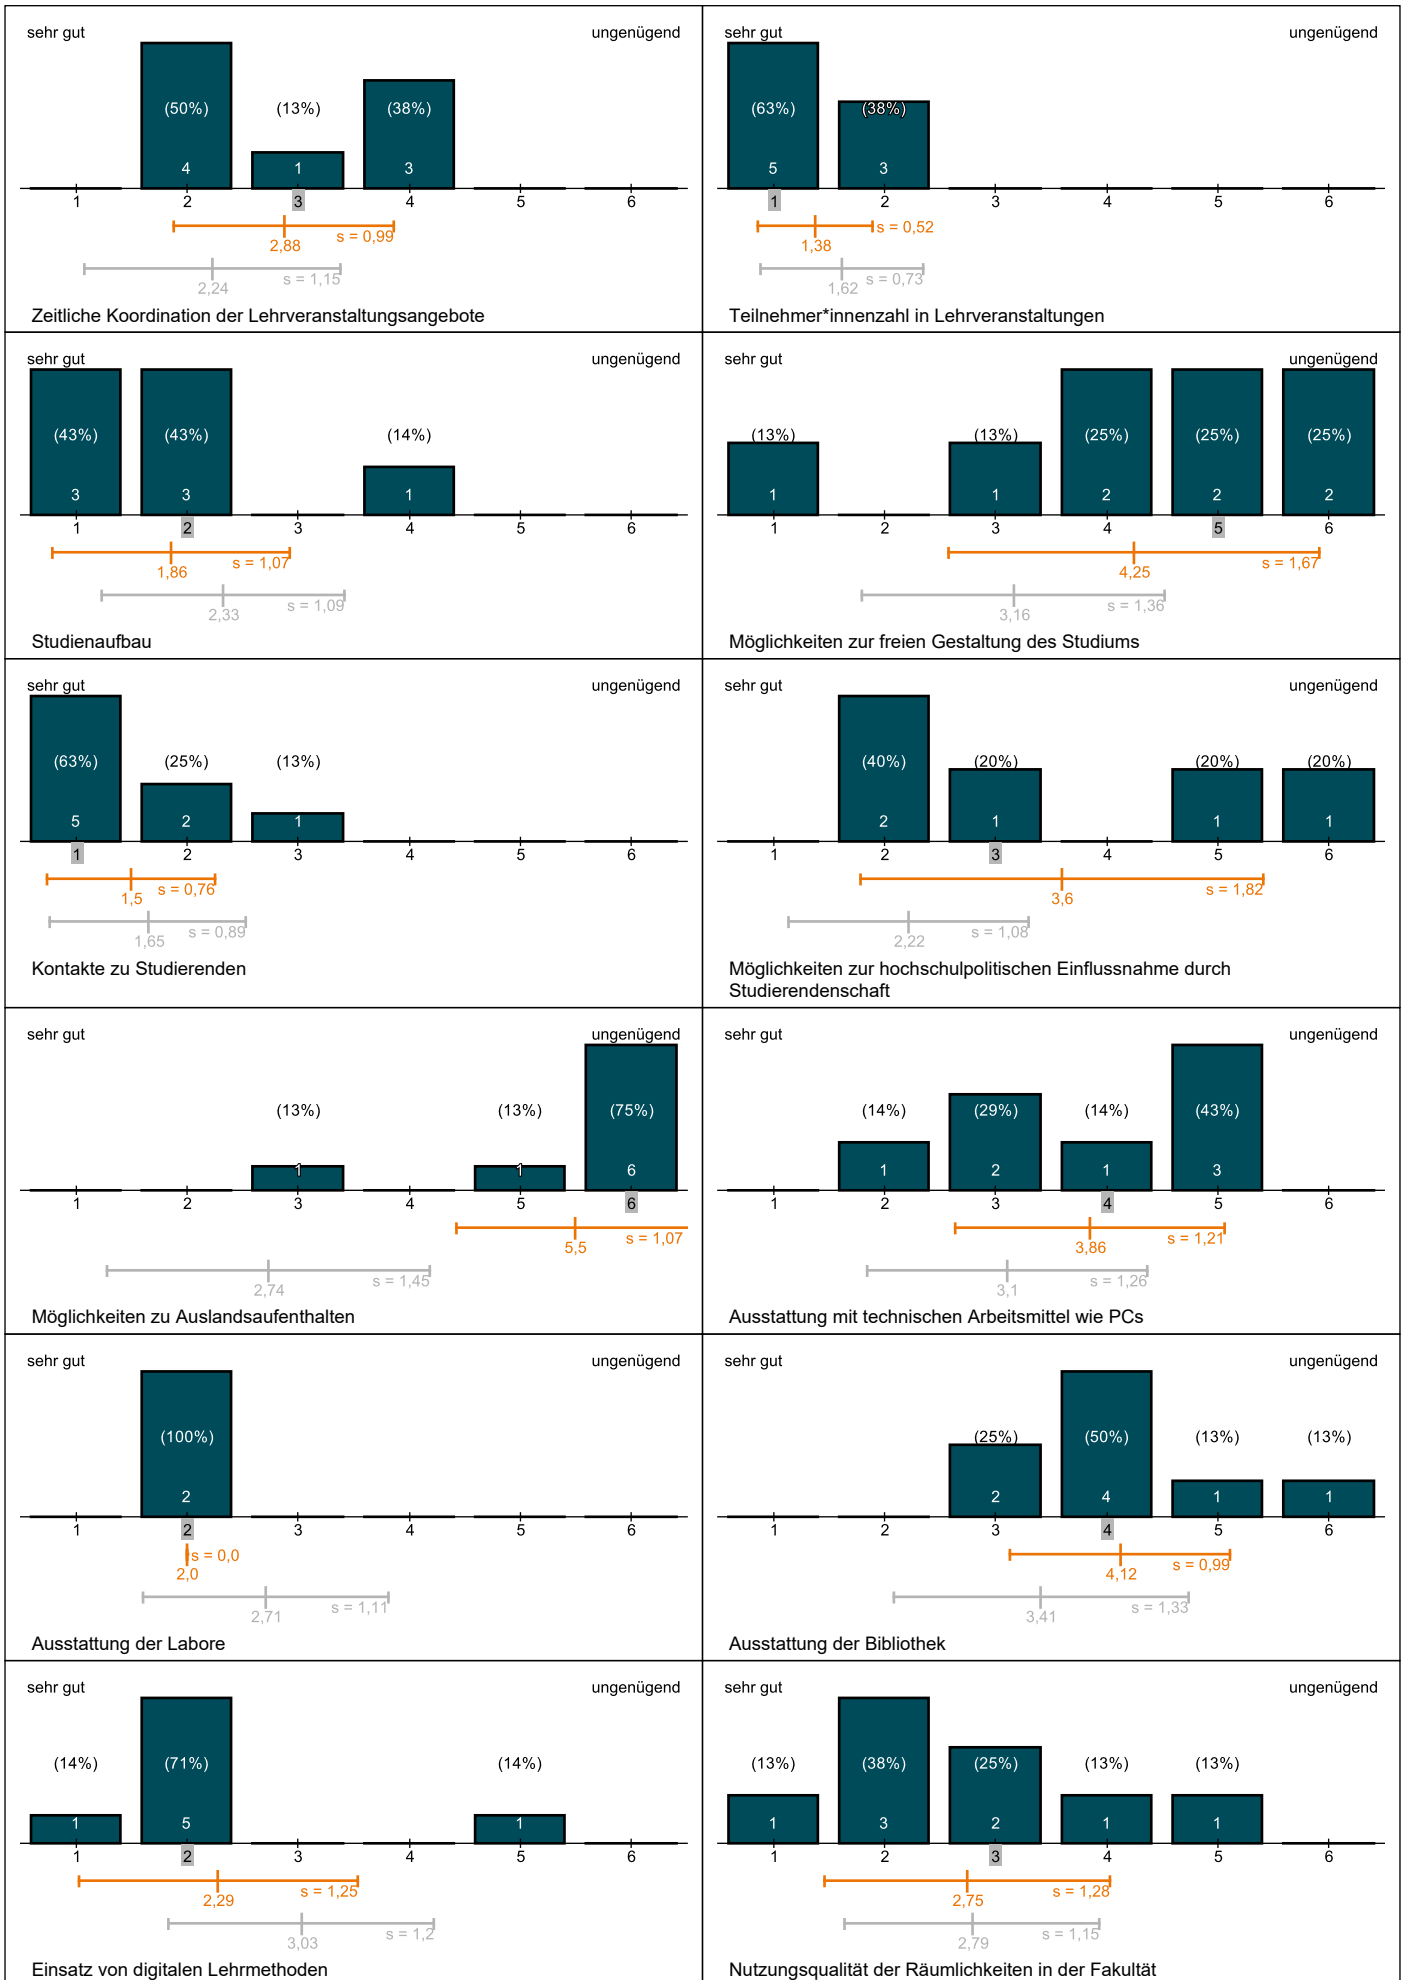 sehr gut ungenügend
(50%) (13%) (38%)
4 1 3
1 2 3 4 5 6
s = 0,99
2,88
s = 1,15
2,24
Zeitliche Koordination der Lehrveranstaltungsangebote
sehr gut ungenügend
(63%) (38%)
5 3
1 2 3 4 5 6
s = 0,52
1,38
s = 0,73
1,62
Teilnehmer*innenzahl in Lehrveranstaltungen
sehr gut ungenügend
(43%) (43%) (14%)
3 3 1
1 2 3 4 5 6
s = 1,07
1,86
s = 1,09
2,33
Studienaufbau
sehr gut ungenügend
(13%) (13%) (25%) (25%) (25%)
1 1 2 2 2
1 2 3 4 5 6
s = 1,67
4,25
s = 1,36
3,16
Möglichkeiten zur freien Gestaltung des Studiums
sehr gut ungenügend
(63%) (25%) (13%)
5 2 1
1 2 3 4 5 6
s = 0,76
1,5
s = 0,89
1,65
Kontakte zu Studierenden
sehr gut ungenügend
(40%) (20%) (20%) (20%)
2 1 1 1
1 2 3 4 5 6
s = 1,82
3,6
s = 1,08
2,22
Möglichkeiten zur hochschulpolitischen Einflussnahme durch
Studierendenschaft
sehr gut ungenügend
(13%) (13%) (75%)
1 1 6
1 2 3 4 5 6
s = 1,07
5,5
s = 1,45
2,74
Möglichkeiten zu Auslandsaufenthalten
sehr gut ungenügend
(14%) (29%) (14%) (43%)
1 2 1 3
1 2 3 4 5 6
s = 1,21
3,86
s = 1,26
3,1
Ausstattung mit technischen Arbeitsmittel wie PCs
sehr gut ungenügend
(100%)
2
1 2 3 4 5 6
s = 0,0
2,0
s = 1,11
2,71
Ausstattung der Labore
sehr gut ungenügend
(25%) (50%) (13%) (13%)
2 4 1 1
1 2 3 4 5 6
s = 0,99
4,12
s = 1,33
3,41
Ausstattung der Bibliothek
sehr gut ungenügend
(14%) (71%) (14%)
1 5 1
1 2 3 4 5 6
s = 1,25
2,29
s = 1,2
3,03
Einsatz von digitalen Lehrmethoden
sehr gut ungenügend
(13%) (38%) (25%) (13%) (13%)
1 3 2 1 1
1 2 3 4 5 6
s = 1,28
2,75
s = 1,15
2,79
Nutzungsqualität der Räumlichkeiten in der Fakultät